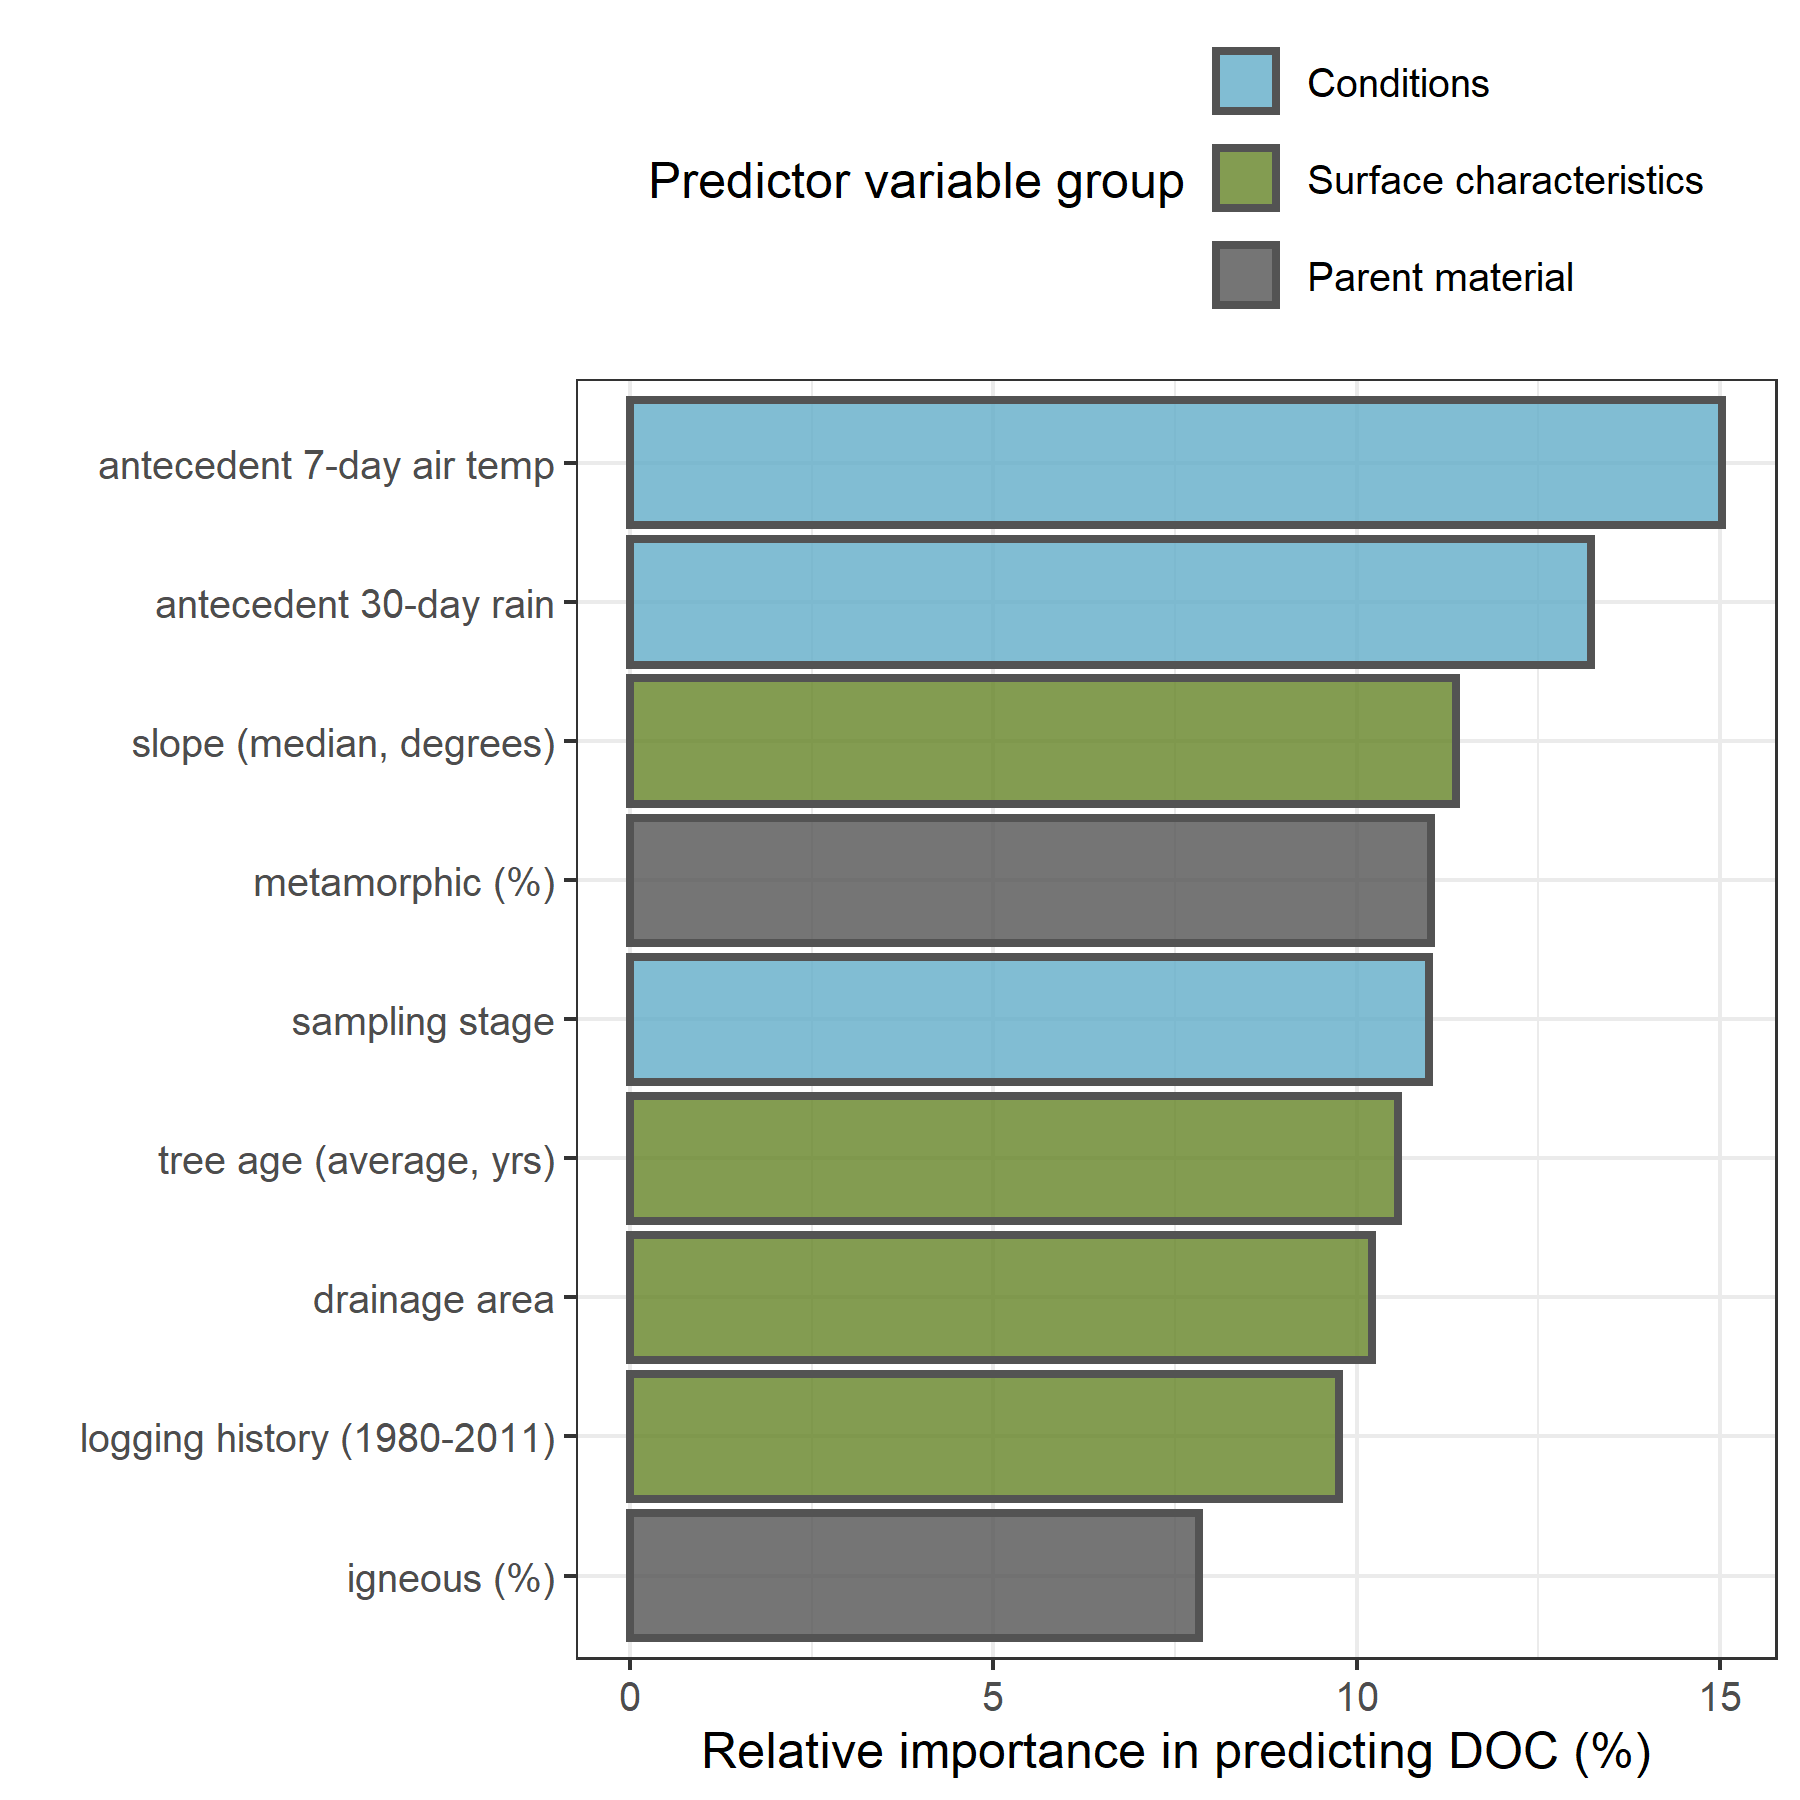 Conditions
Predictor variable group
Surface characteristics
Parent material
antecedent 7-day air temp
antecedent 30-day rain
slope (median, degrees)
metamorphic (%)
sampling stage
tree age (average, yrs)
drainage area
logging history (1980-2011)
igneous (%)
0 5 10 15
Relative importance in predicting DOC (%)